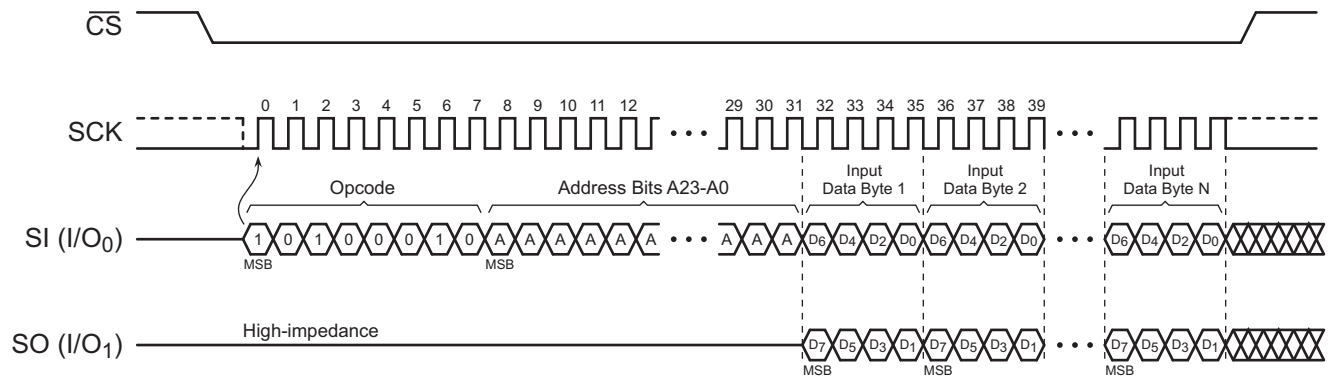 CS
0 1 2 3 4 5 6 7 8 9 10 11 12 29 30 31 32 33 34 35 36 37 38 39
SCK
Opcode Address Bits A23-A0 Input Data Byte 1 Input Data Byte 2 Input Data Byte N
SI (I/O0) 1 0 1 0 0 0 1 0 A A A A A A A A A D6 D4 D2 D0 D6 D4 D2 D0 D6 D4 D2 D0
MSB MSB
High-impedance
SO (I/O1) D7 D5 D3 D1 D7 D5 D3 D1 D7 D5 D3 D1
MSB MSB MSB